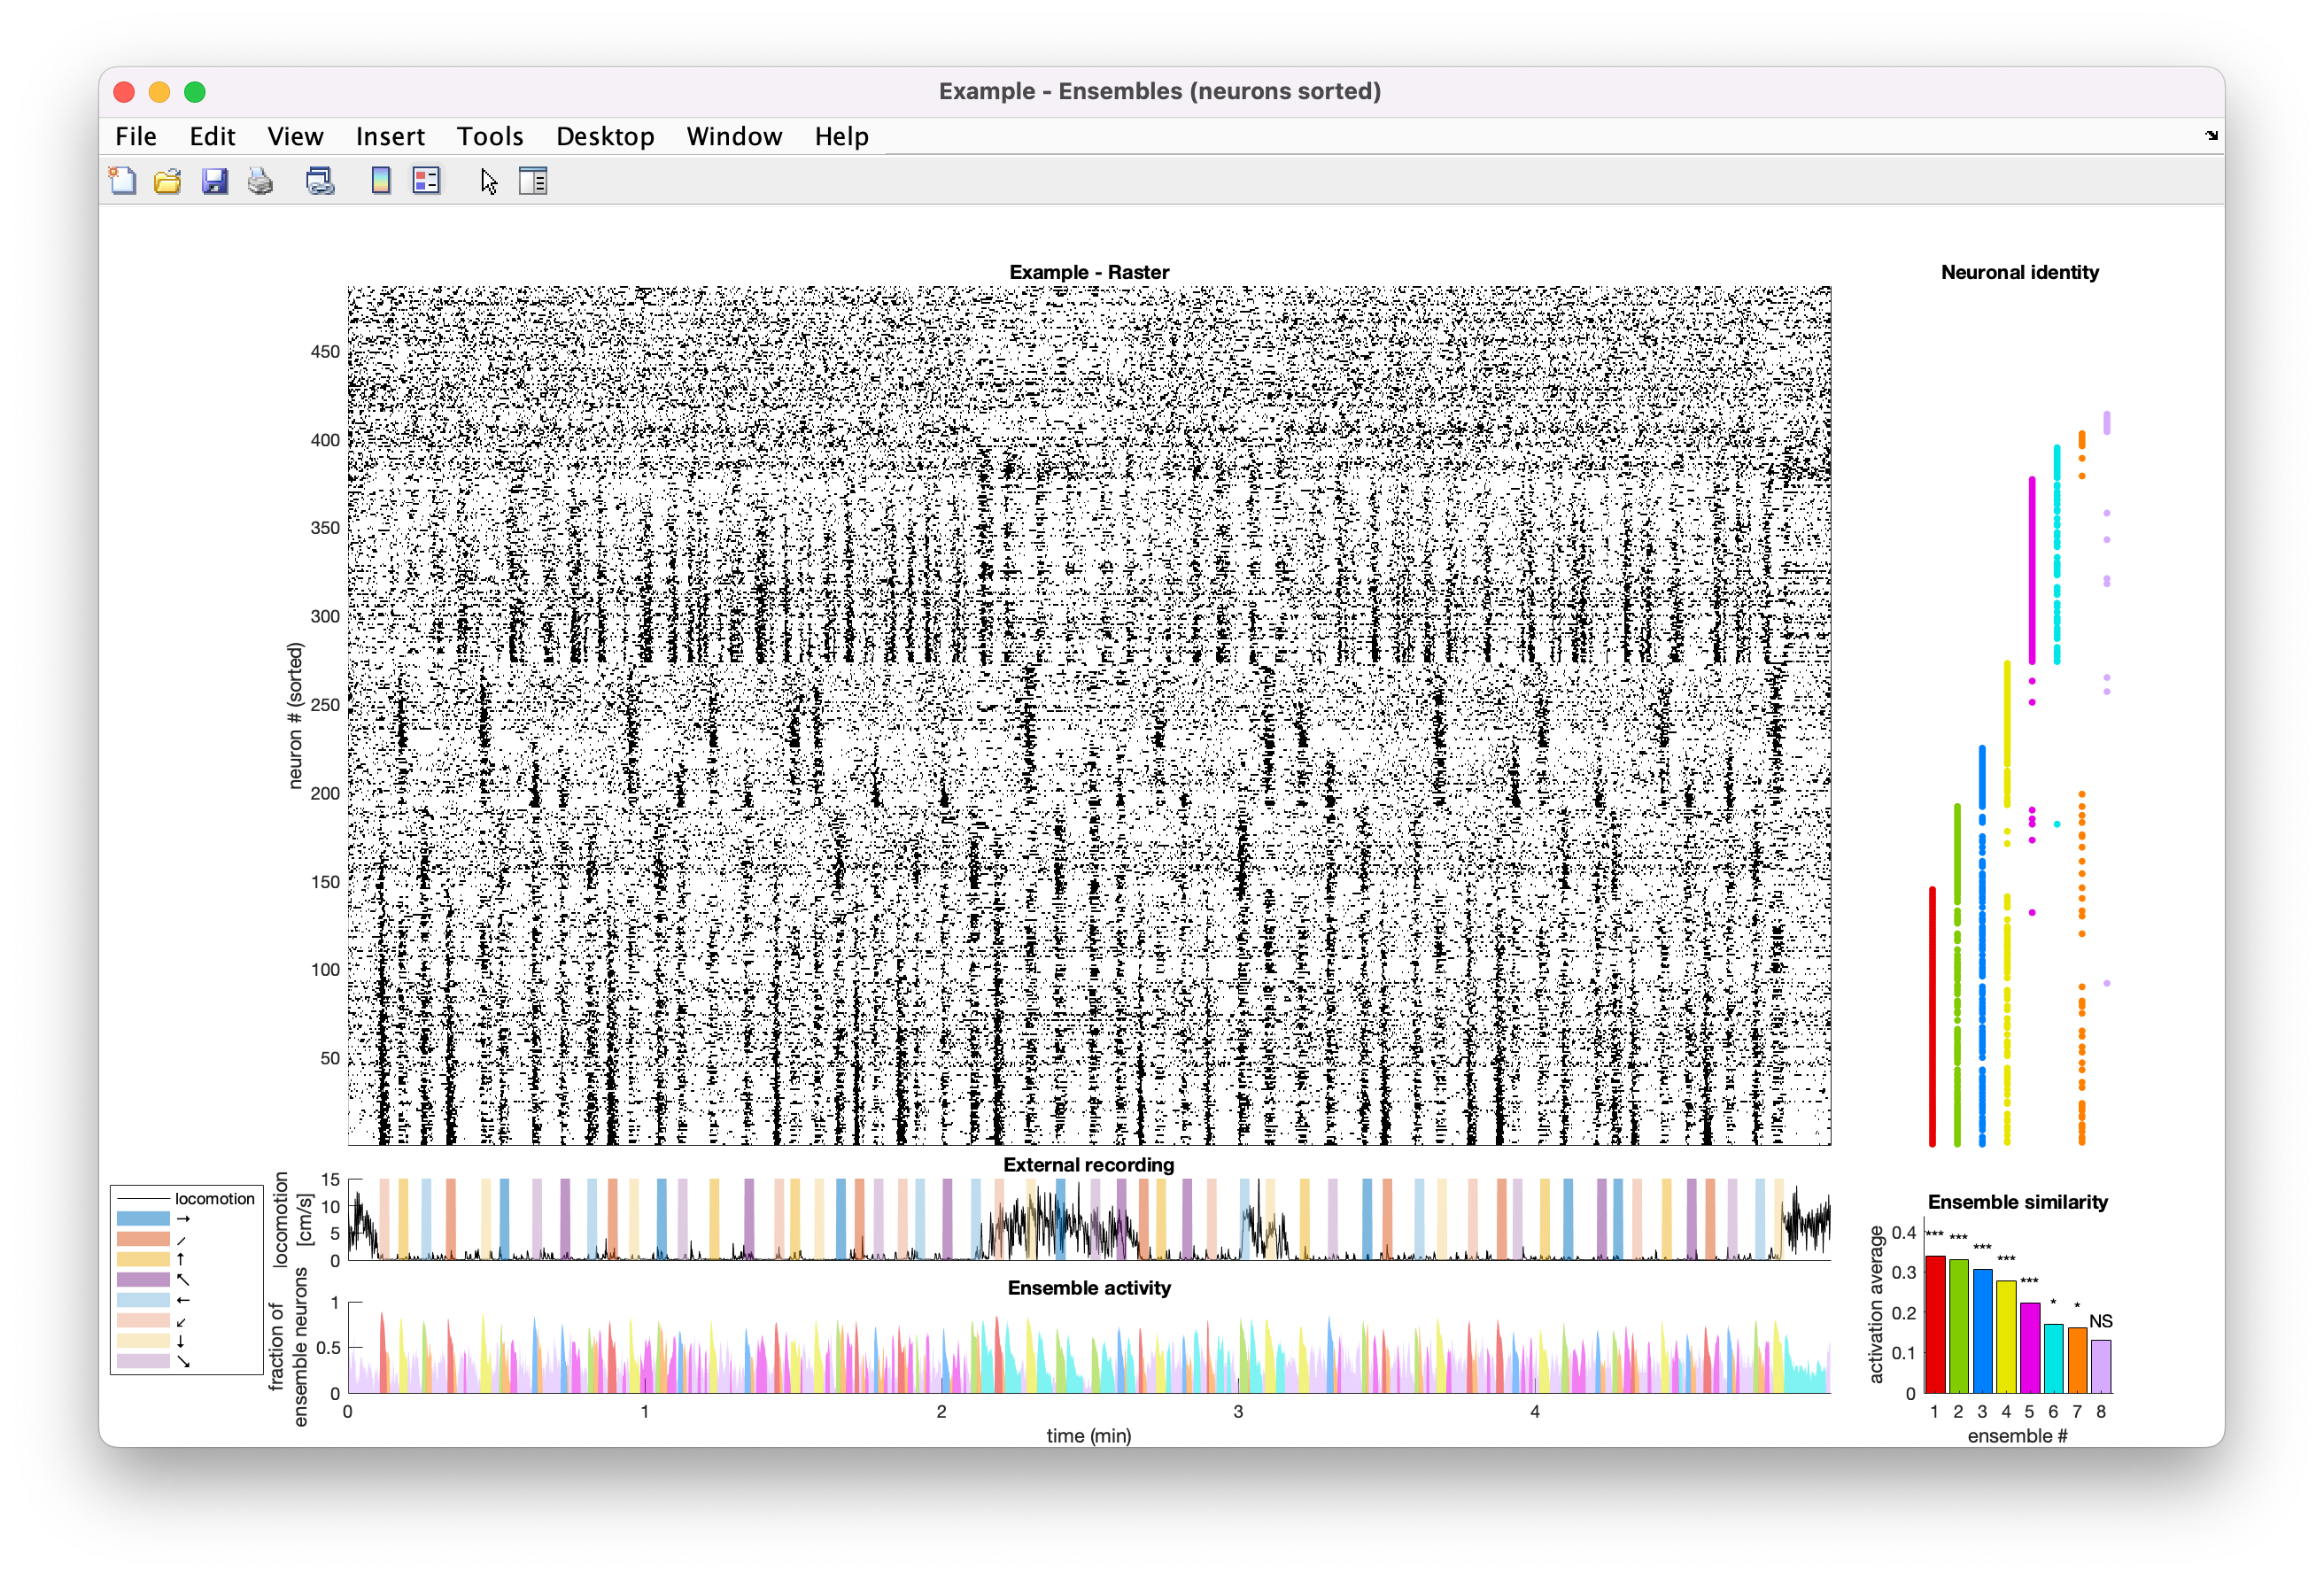 Example - Ensembles (neurons sorted)
File Edit View Insert Tools Desktop Window Help
Example - Raster
neuron # (sorted)
450
400
350
300
250
200
150
100
50
Neuronal identity
External recording
locomotion
[cm/s]
15
10
5
0
locomotion
→
↗
↑
↖
←
↙
↓
↘
Ensemble activity
fraction of
ensemble neurons
1
0.5
0
0 1 2 3 4
time (min)
Ensemble similarity
activation average
0.4
0.3
0.2
0.1
0
*** *** *** *** *** * * NS
1 2 3 4 5 6 7 8
ensemble #